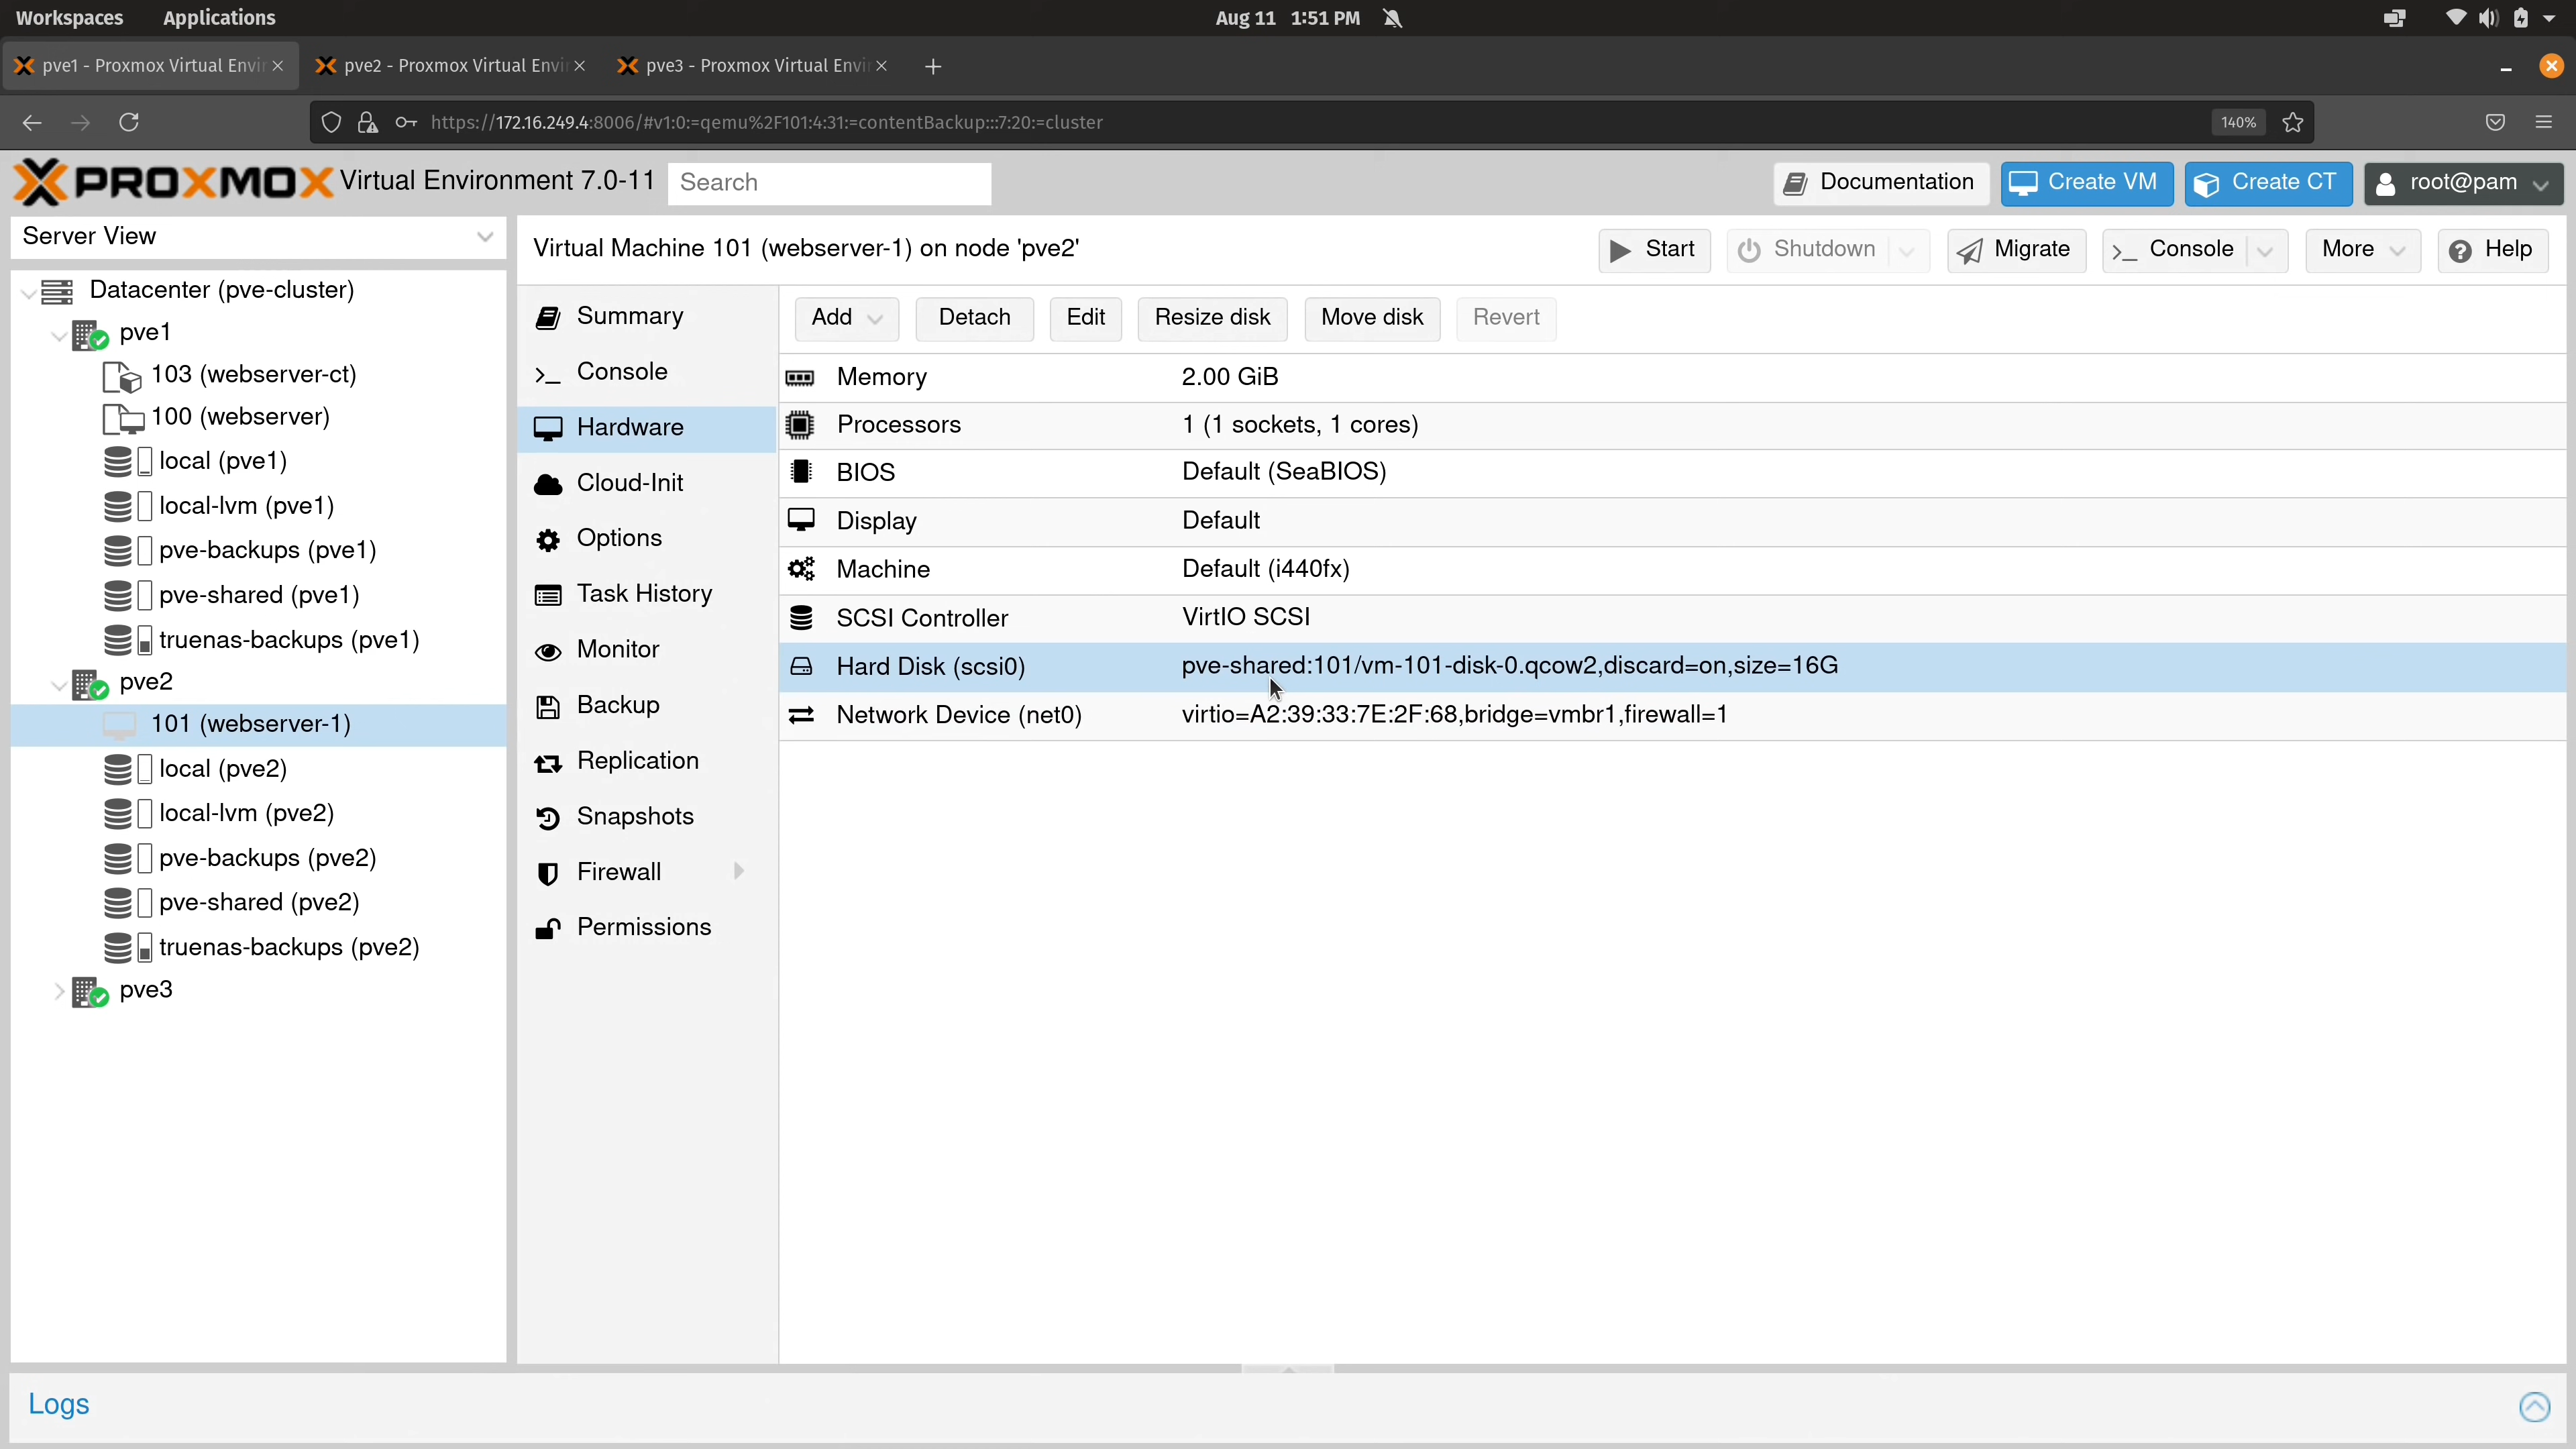 Workspaces Applications Aug 11 1:51 PM
pve1 - Proxmox Virtual Envir pve2 - Proxmox Virtual Envir pve3 - Proxmox Virtual Envir
https://172.16.249.4:8006/#v1:0:=qemu%2F101:4:31:=contentBackup:::7:20:=cluster 140%
PROXMOX Virtual Environment 7.0-11 Search Documentation Create VM Create CT root@pam
Server View
Datacenter (pve-cluster)
pve1
103 (webserver-ct)
100 (webserver)
local (pve1)
local-lvm (pve1)
pve-backups (pve1)
pve-shared (pve1)
truenas-backups (pve1)
pve2
101 (webserver-1)
local (pve2)
local-lvm (pve2)
pve-backups (pve2)
pve-shared (pve2)
truenas-backups (pve2)
pve3
Virtual Machine 101 (webserver-1) on node 'pve2' Start Shutdown Migrate Console More Help
Summary
Console
Hardware
Cloud-Init
Options
Task History
Monitor
Backup
Replication
Snapshots
Firewall
Permissions
Add Detach Edit Resize disk Move disk Revert
Memory 2.00 GiB
Processors 1 (1 sockets, 1 cores)
BIOS Default (SeaBIOS)
Display Default
Machine Default (i440fx)
SCSI Controller VirtIO SCSI
Hard Disk (scsi0) pve-shared:101/vm-101-disk-0.qcow2,discard=on,size=16G
Network Device (net0) virtio=A2:39:33:7E:2F:68,bridge=vmbr1,firewall=1
Logs